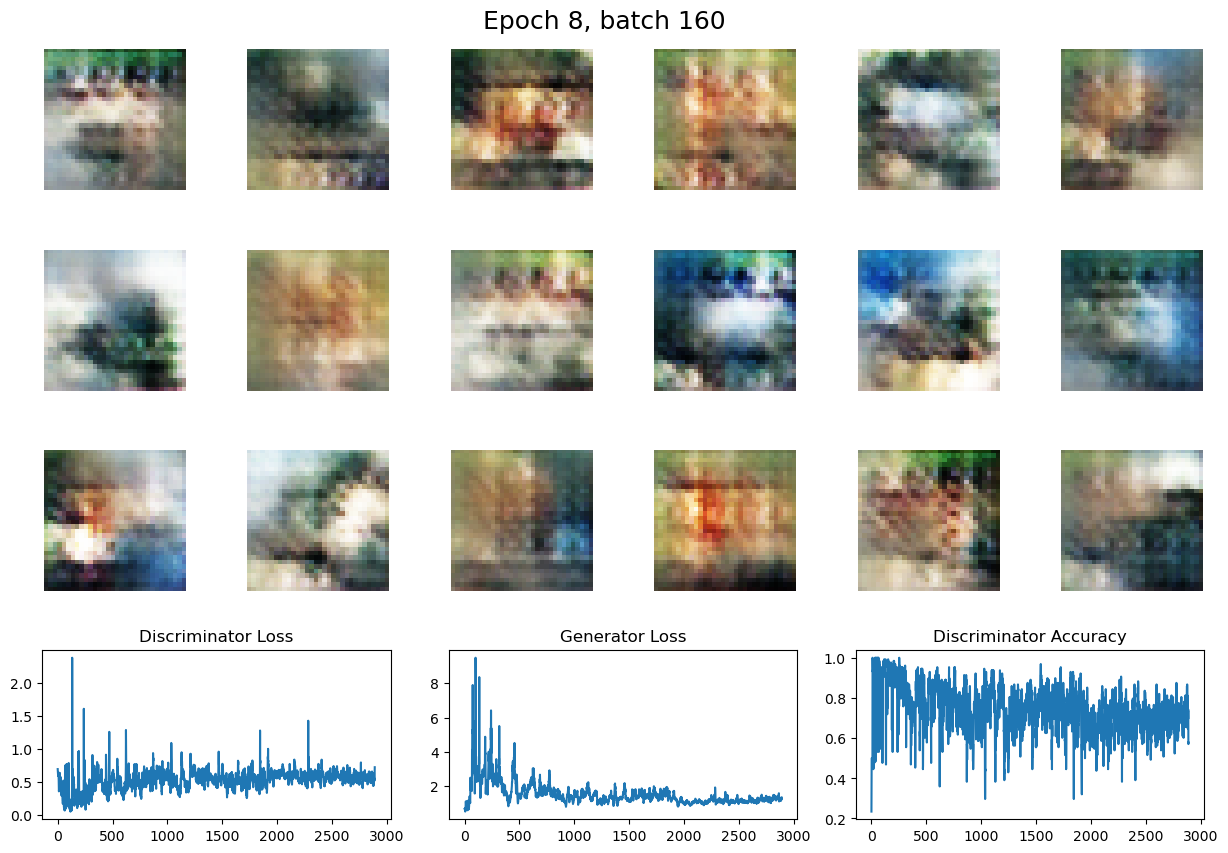 Epoch 8, batch 160
Discriminator Loss
Generator Loss
Discriminator Accuracy
2.0
1.5
1.0
0.5
0.0
0 500 1000 1500 2000 2500 3000
8
6
4
2
0 500 1000 1500 2000 2500 3000
1.0
0.8
0.6
0.4
0.2
0 500 1000 1500 2000 2500 3000